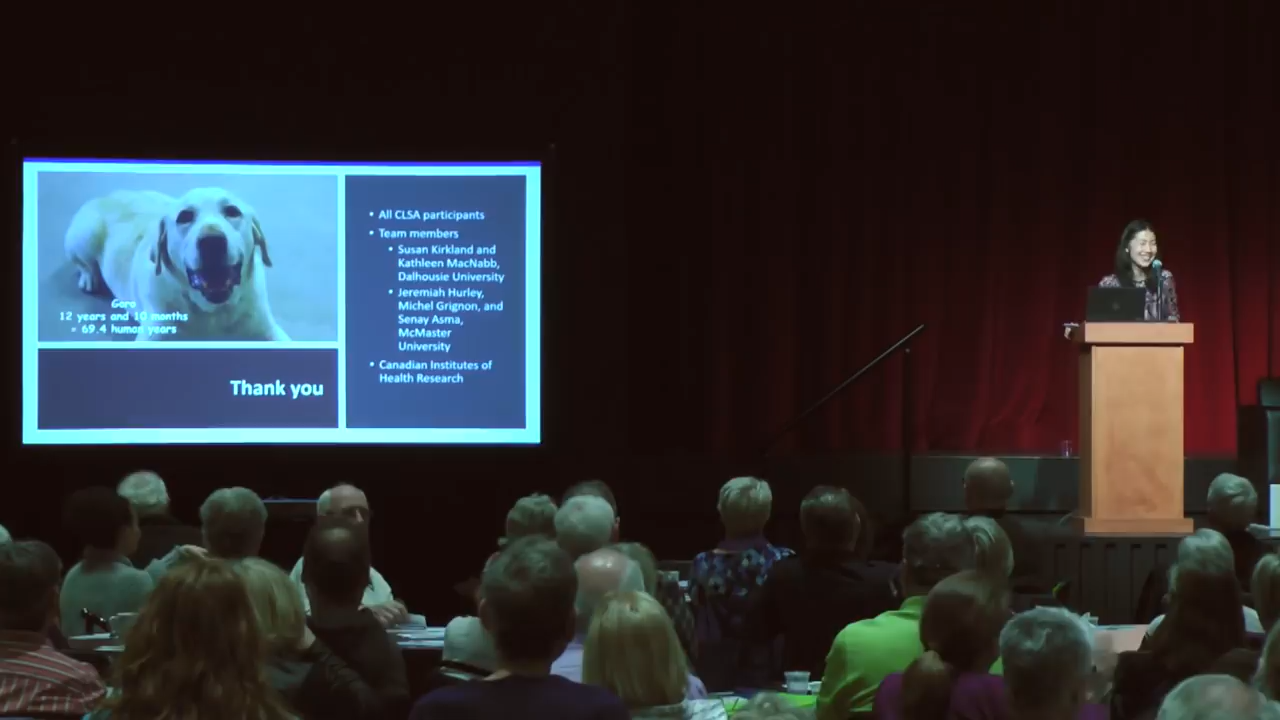 Garo
12 years and 10 months
= 69.4 human years
Thank you
• All CLSA participants
• Team members
• Susan Kirkland and
Kathleen MacNabb,
Dalhousie University
• Jeremiah Hurley,
Michel Grignon, and
Senay Asma,
McMaster
University
• Canadian Institutes of
Health Research